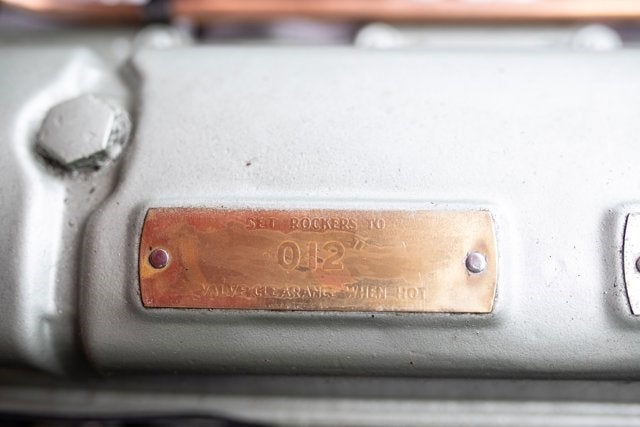 SET ROCKERS TO
·012"
VALVE CLEARANCE WHEN HOT